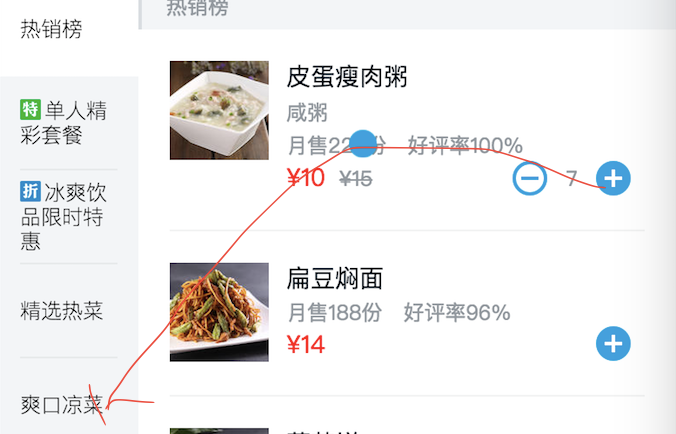 热销榜
热销榜
特 单人精
彩套餐
折 冰爽饮
品限时特
惠
精选热菜
爽口凉菜
皮蛋瘦肉粥
咸粥
月售22 份 好评率100%
¥10 ¥15 7
扁豆焖面
月售188份 好评率96%
¥14